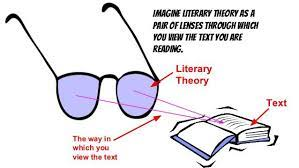 IMAGINE LITERARY THEORY AS A
PAIR OF LENSES THROUGH WHICH
YOU VIEW THE TEXT YOU ARE
READING.
Literary
Theory
Text
The way in
which you
view the text